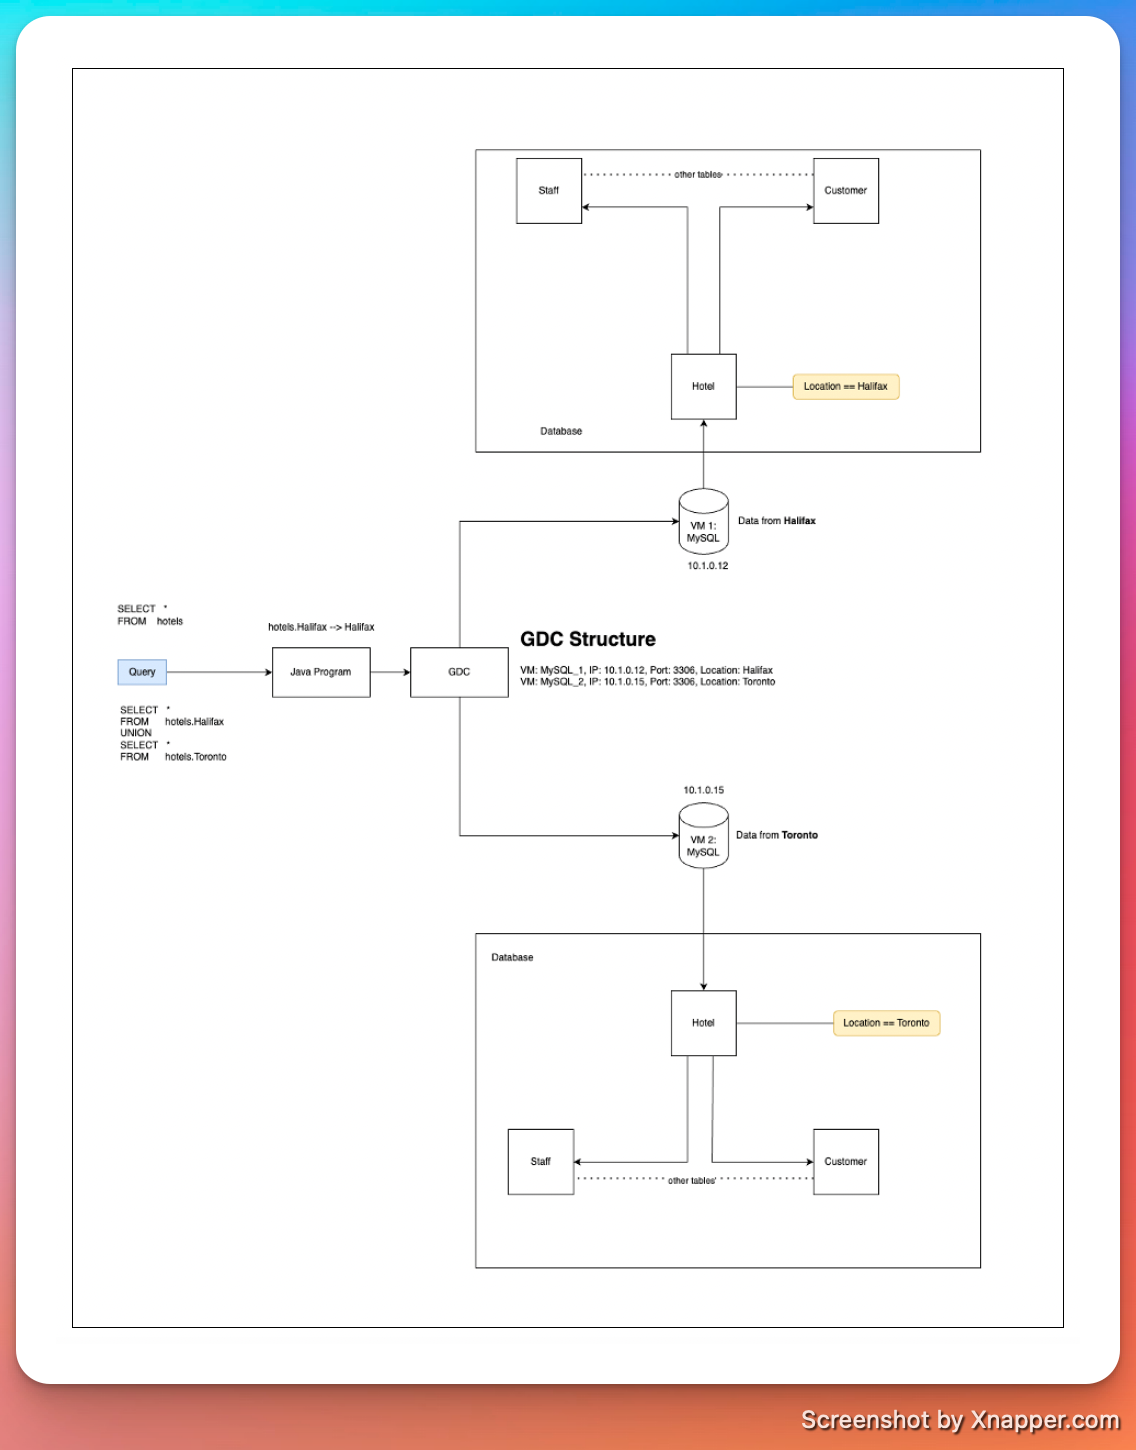 Staff
other tables
Customer
Hotel
Location == Halifax
Database
VM 1:
MySQL
Data from Halifax
10.1.0.12
SELECT *
FROM hotels
hotels.Halifax --> Halifax
Query
Java Program
GDC
GDC Structure
VM: MySQL_1, IP: 10.1.0.12, Port: 3306, Location: Halifax
VM: MySQL_2, IP: 10.1.0.15, Port: 3306, Location: Toronto
SELECT *
FROM hotels.Halifax
UNION
SELECT *
FROM hotels.Toronto
10.1.0.15
VM 2:
MySQL
Data from Toronto
Database
Hotel
Location == Toronto
Staff
other tables
Customer
Screenshot by Xnapper.com